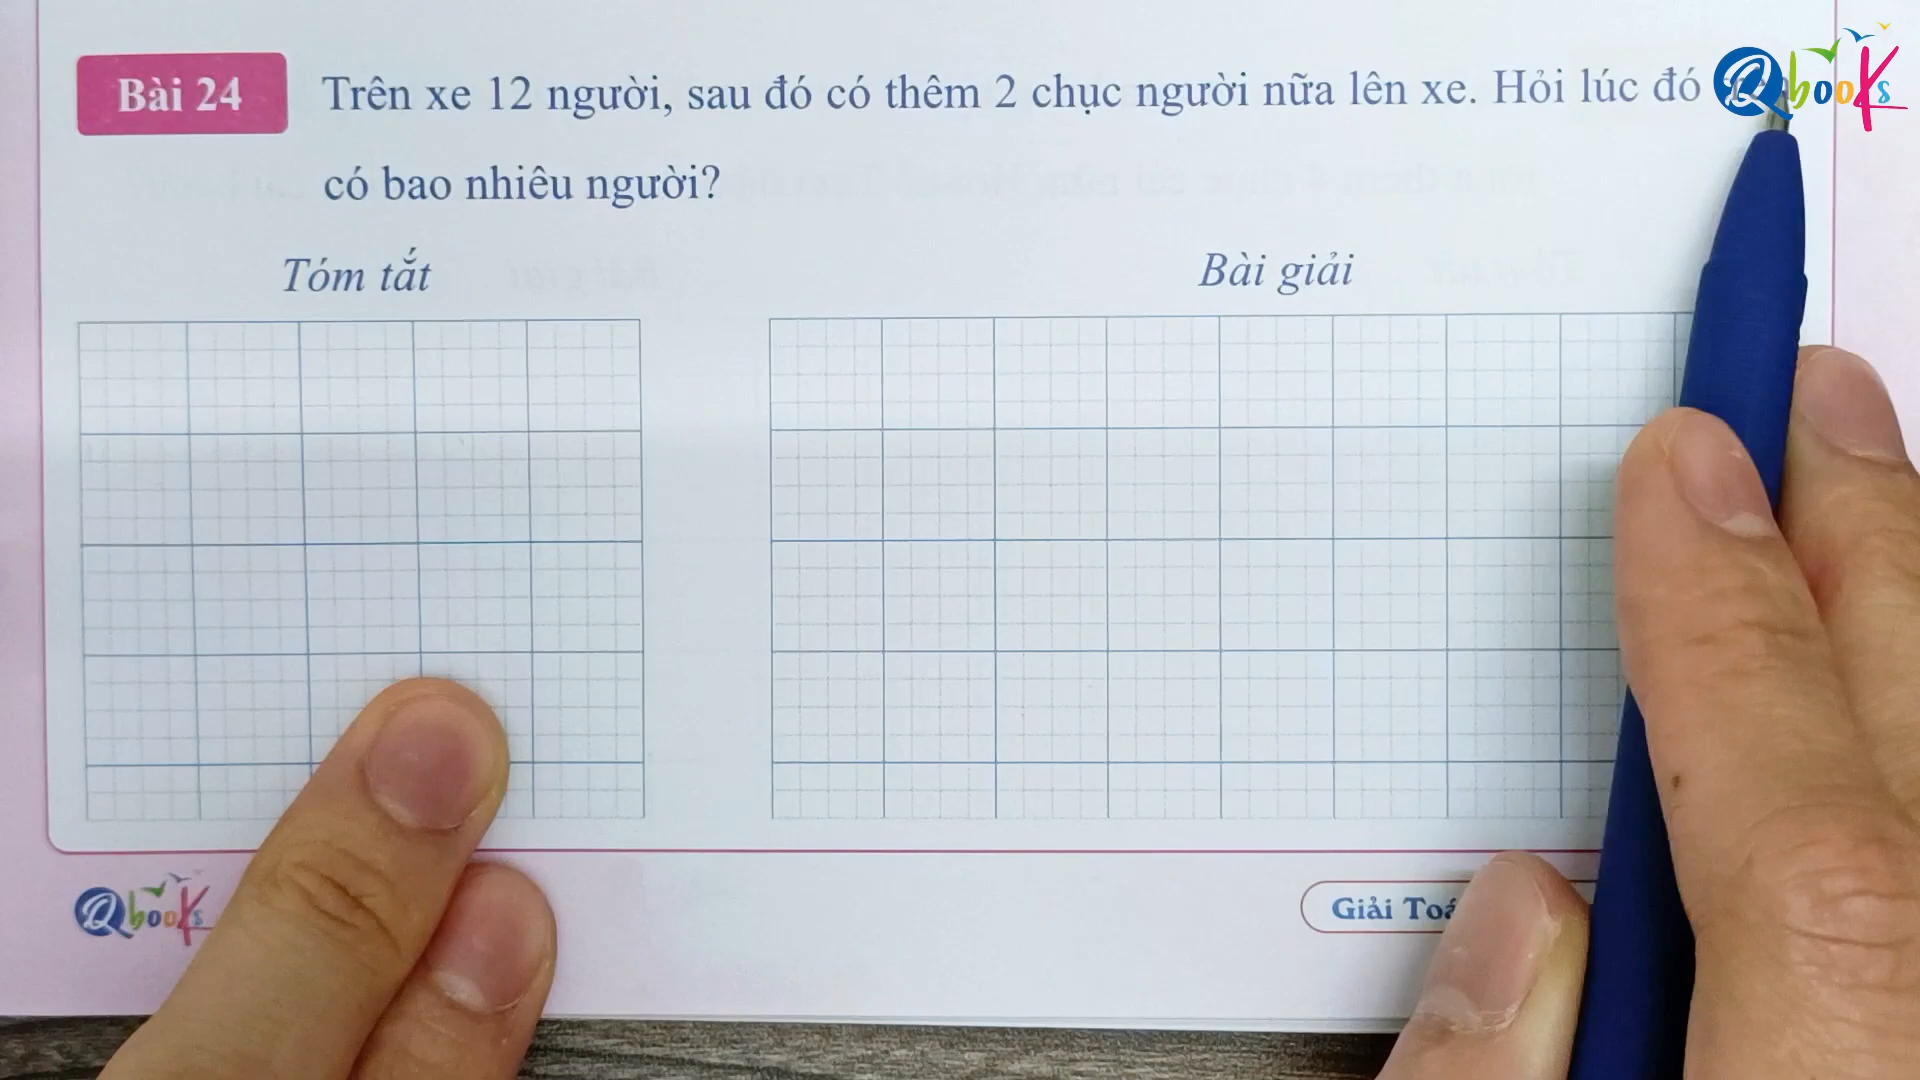 Qbooks
Bài 24 Trên xe 12 người, sau đó có thêm 2 chục người nữa lên xe. Hỏi lúc đó
có bao nhiêu người?
Tóm tắt
Bài giải
Qbooks
Giải